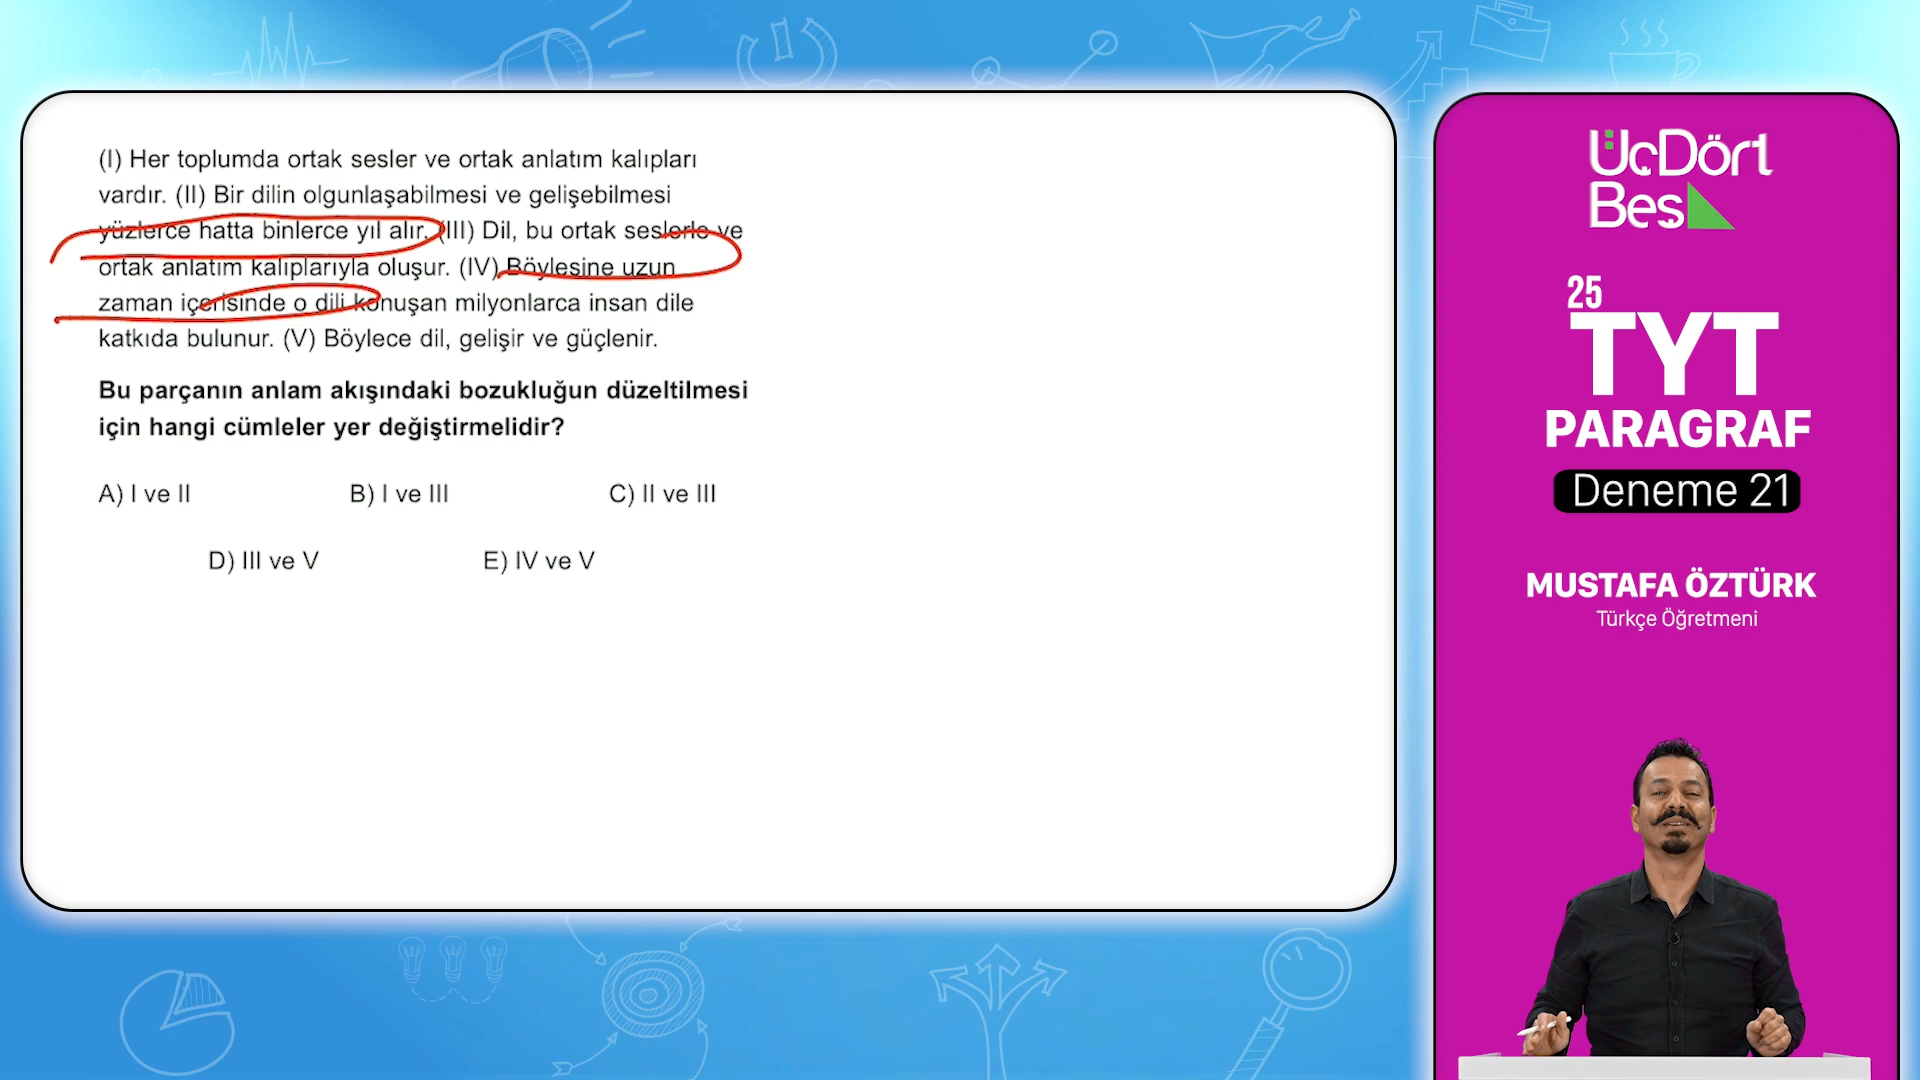 (I) Her toplumda ortak sesler ve ortak anlatım kalıpları
vardır. (II) Bir dilin olgunlaşabilmesi ve gelişebilmesi
yüzlerce hatta binlerce yıl alır. (III) Dil, bu ortak seslerle ve
ortak anlatım kalıplarıyla oluşur. (IV) Böylesine uzun
zaman içerisinde o dili konuşan milyonlarca insan dile
katkıda bulunur. (V) Böylece dil, gelişir ve güçlenir.
Bu parçanın anlam akışındaki bozukluğun düzeltilmesi
için hangi cümleler yer değiştirmelidir?
A) I ve II B) I ve III C) II ve III
D) III ve V E) IV ve V
ÜçDört
Beş
25
TYT
PARAGRAF
Deneme 21
MUSTAFA ÖZTÜRK
Türkçe Öğretmeni